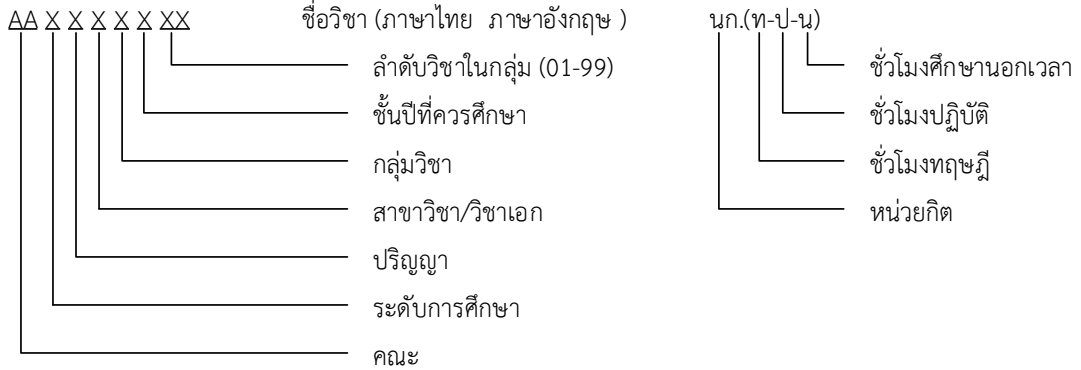 AA X X X X X XX ชื่อวิชา (ภาษาไทย ภาษาอังกฤษ ) นก.(ท-ป-น)
ลำดับวิชาในกลุ่ม (01-99) ชั่วโมงศึกษานอกเวลา
ชั้นปีที่ควรศึกษา ชั่วโมงปฏิบัติ
กลุ่มวิชา ชั่วโมงทฤษฎี
สาขาวิชา/วิชาเอก หน่วยกิต
ปริญญา
ระดับการศึกษา
คณะ